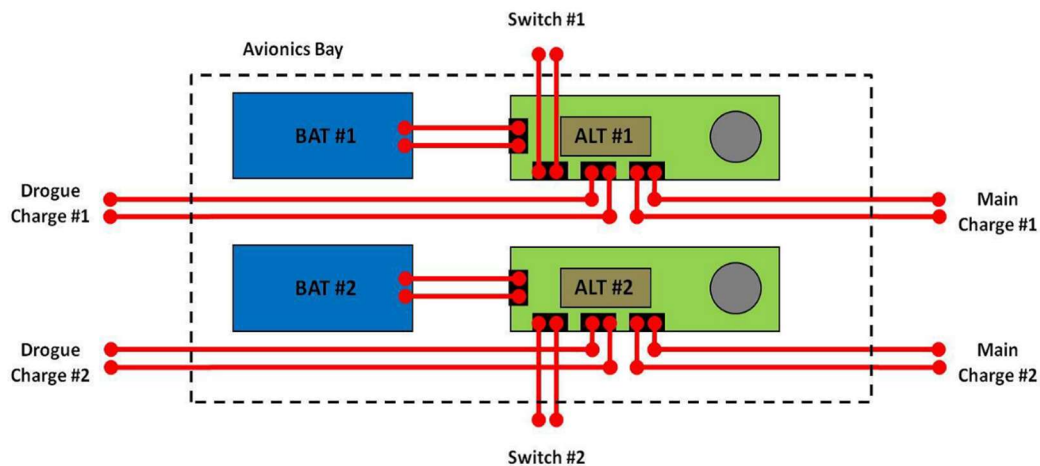 Switch #1
Avionics Bay
BAT #1
ALT #1
Drogue
Charge #1
Main
Charge #1
BAT #2
ALT #2
Drogue
Charge #2
Main
Charge #2
Switch #2